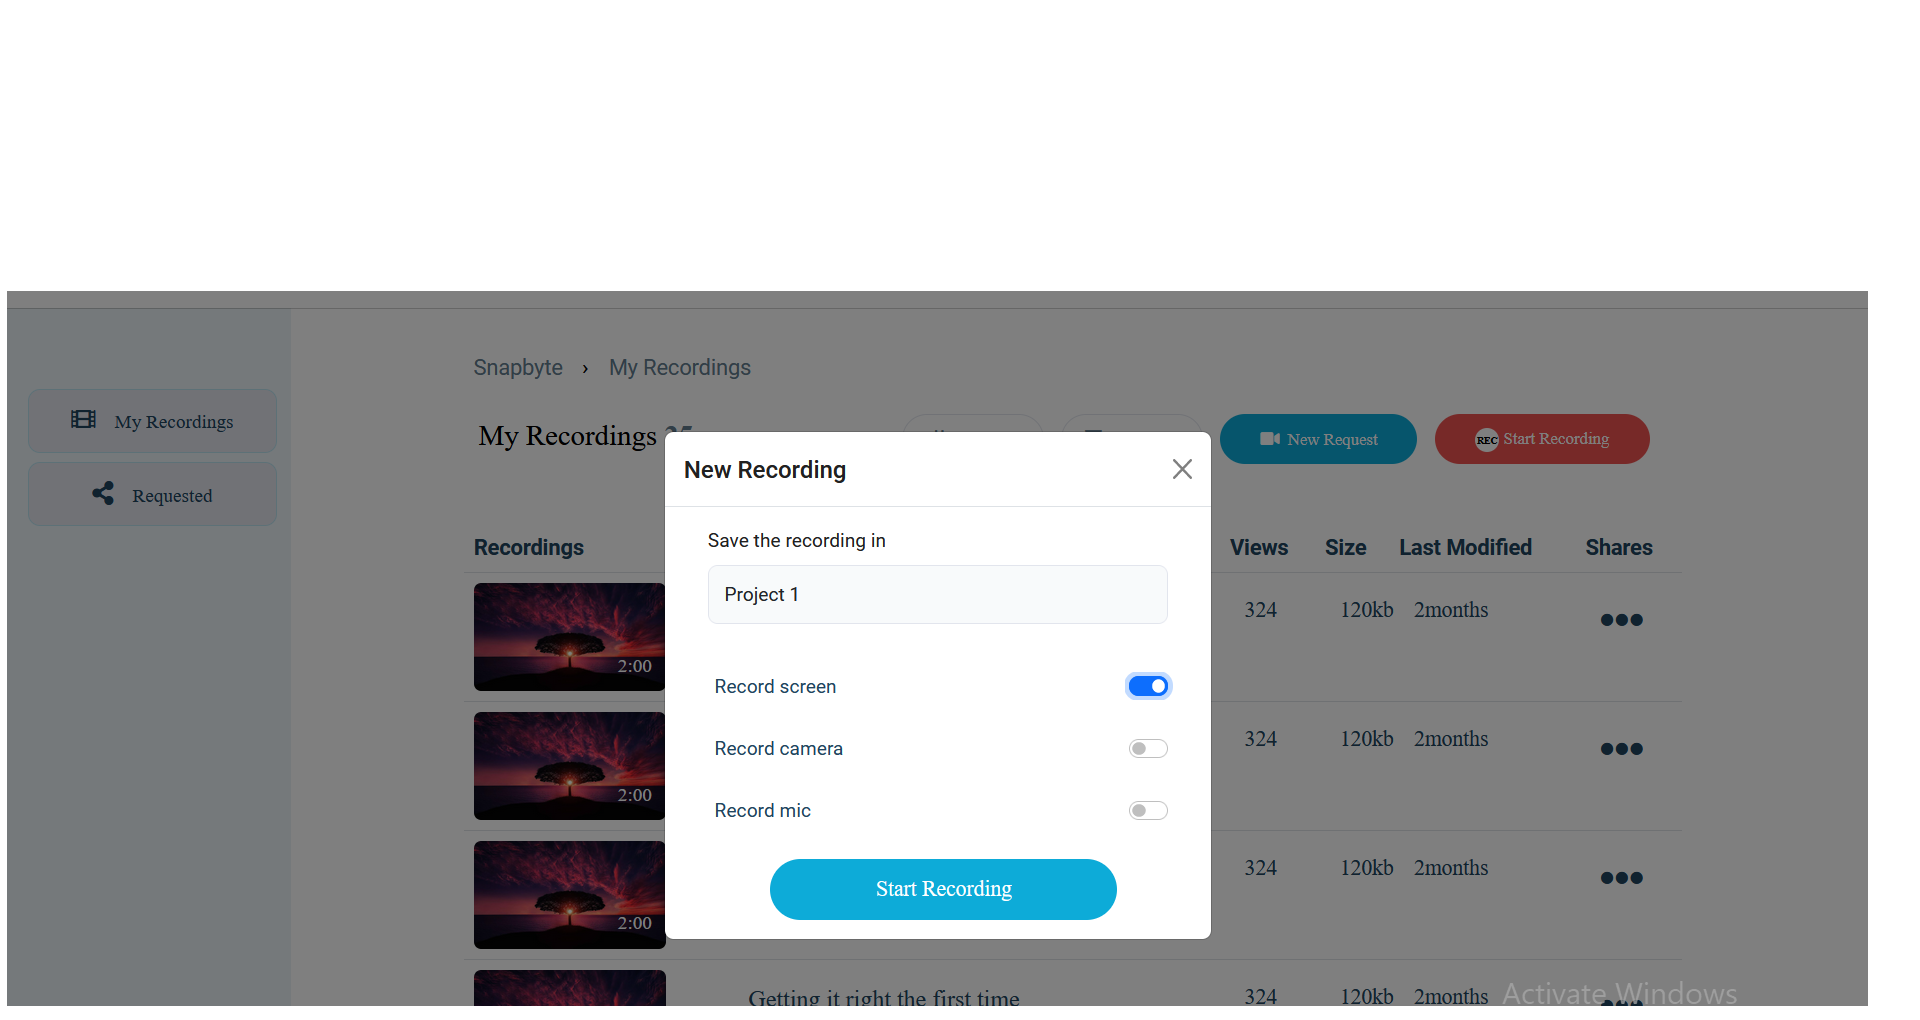 Snapbyte › My Recordings
My Recordings
Requested
My Recordings
New Request
REC Start Recording
New Recording
Save the recording in
Project 1
Record screen
Record camera
Record mic
Start Recording
Recordings Views Size Last Modified Shares
2:00 324 120kb 2months
2:00 324 120kb 2months
2:00 324 120kb 2months
Getting it right the first time 324 120kb 2months
Activate Windows